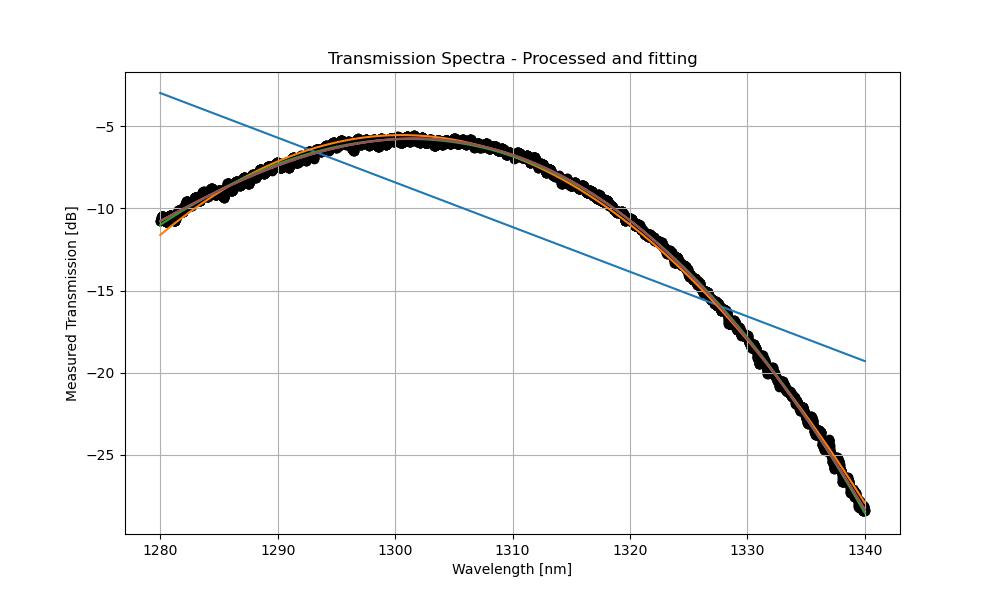 Transmission Spectra - Processed and fitting
Measured Transmission [dB]
−5
−10
−15
−20
−25
1280 1290 1300 1310 1320 1330 1340
Wavelength [nm]